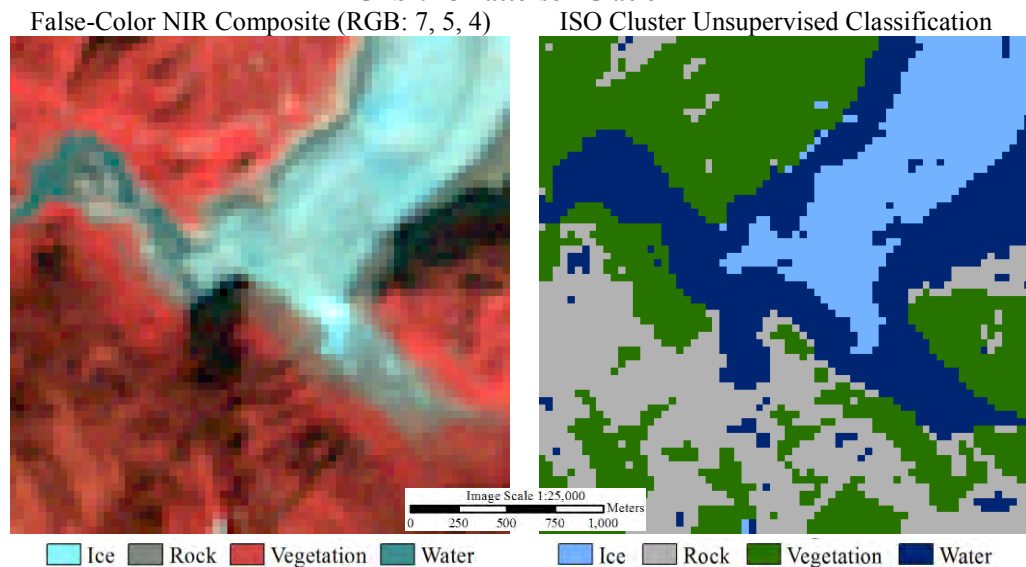 False-Color NIR Composite (RGB: 7, 5, 4)
ISO Cluster Unsupervised Classification
Image Scale 1:25,000
Meters
0 250 500 750 1,000
Ice Rock Vegetation Water
Ice Rock Vegetation Water